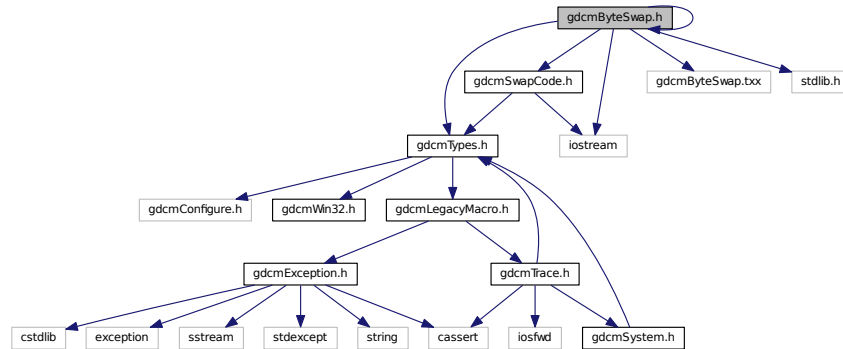 gdcmByteSwap.h
gdcmSwapCode.h
gdcmByteSwap.txx
stdlib.h
gdcmTypes.h
iostream
gdcmConfigure.h
gdcmWin32.h
gdcmLegacyMacro.h
gdcmException.h
gdcmTrace.h
cstdlib
exception
sstream
stdexcept
string
cassert
iosfwd
gdcmSystem.h